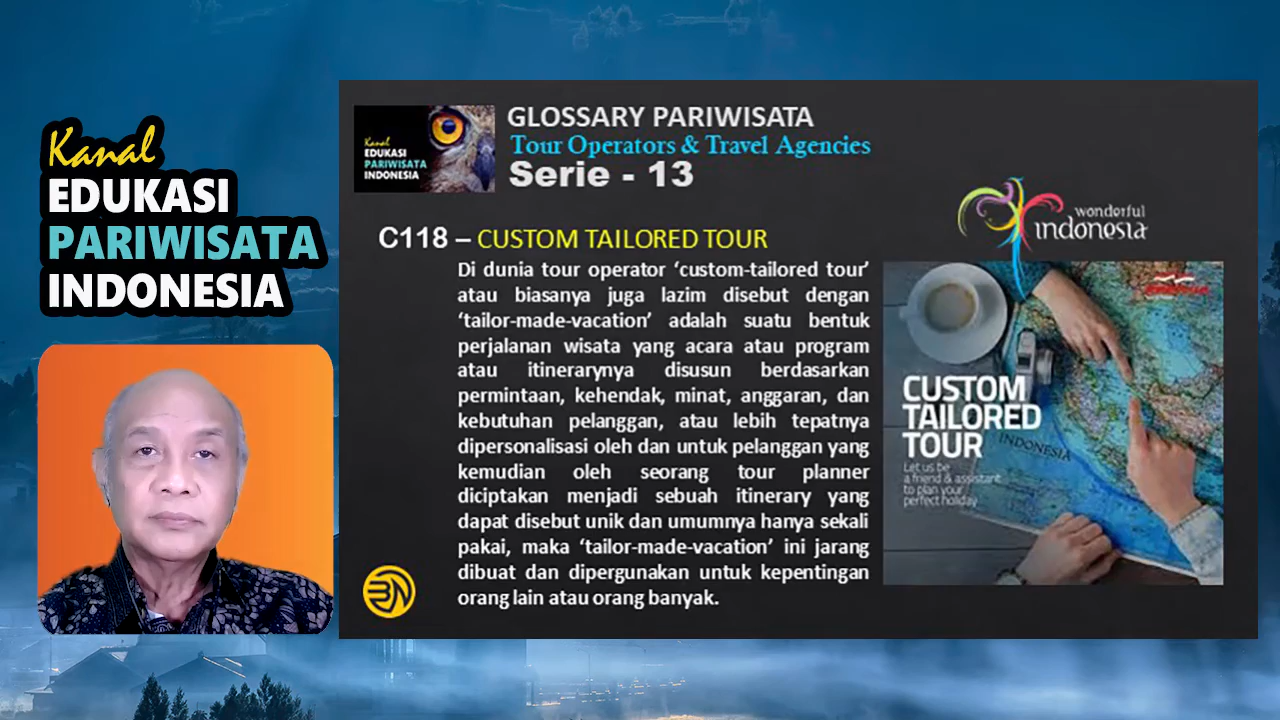 Kanal
EDUKASI
PARIWISATA
INDONESIA
Kanal
EDUKASI
PARIWISATA
INDONESIA
GLOSSARY PARIWISATA
Tour Operators & Travel Agencies
Serie - 13
wonderful
indonesia
C118 – CUSTOM TAILORED TOUR
Di dunia tour operator ‘custom-tailored tour’
atau biasanya juga lazim disebut dengan
‘tailor-made-vacation’ adalah suatu bentuk
perjalanan wisata yang acara atau program
atau itinerarynya disusun berdasarkan
permintaan, kehendak, minat, anggaran, dan
kebutuhan pelanggan, atau lebih tepatnya
dipersonalisasi oleh dan untuk pelanggan yang
kemudian oleh seorang tour planner
diciptakan menjadi sebuah itinerary yang
dapat disebut unik dan umumnya hanya sekali
pakai, maka ‘tailor-made-vacation’ ini jarang
dibuat dan dipergunakan untuk kepentingan
orang lain atau orang banyak.
CUSTOM
TAILORED
TOUR
INDONESIA
Let us be
a friend & assistant
to plan your
perfect holiday
BN